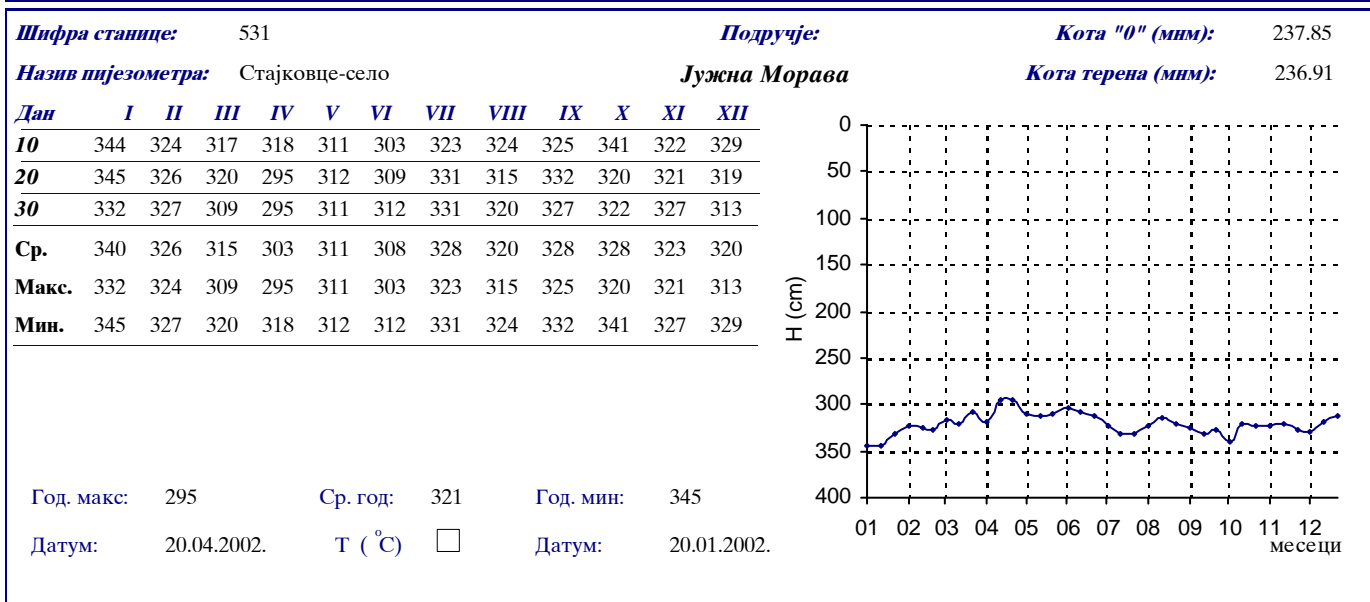 Шифра станице: 531 Подручје: Кота "0" (мнм): 237.85
Назив пијезометра: Стајковце-село Јужна Морава Кота терена (мнм): 236.91
Дан I II III IV V VI VII VIII IX X XI XII
10 344 324 317 318 311 303 323 324 325 341 322 329
20 345 326 320 295 312 309 331 315 332 320 321 319
30 332 327 309 295 311 312 331 320 327 322 327 313
Ср. 340 326 315 303 311 308 328 320 328 328 323 320
Макс. 332 324 309 295 311 303 323 315 325 320 321 313
Мин. 345 327 320 318 312 312 331 324 332 341 327 329
Год. макс: 295 Ср. год: 321 Год. мин: 345
Датум: 20.04.2002. Т ( °С) Датум: 20.01.2002.
0
50
100
150
200
250
300
350
400
H (cm)
01 02 03 04 05 06 07 08 09 10 11 12
месеци